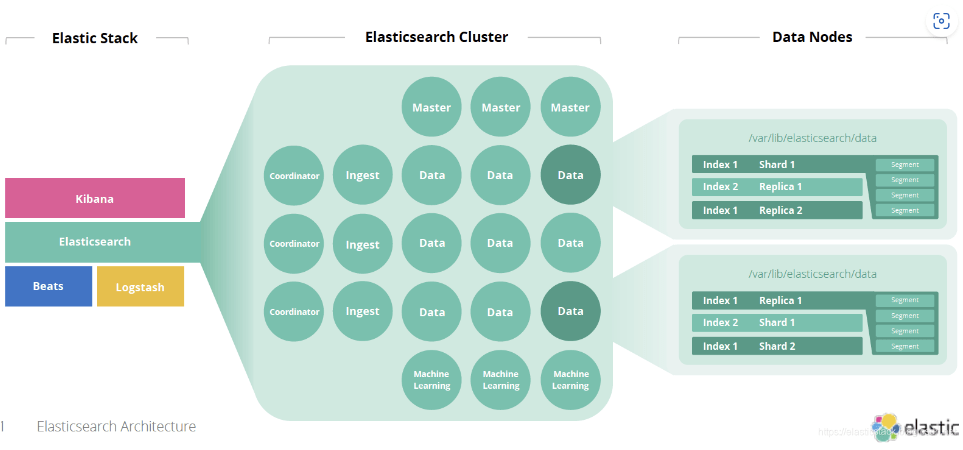 Elastic Stack
Elasticsearch Cluster
Data Nodes
Kibana
Elasticsearch
Beats
Logstash
Master
Master
Master
Coordinator
Ingest
Data
Data
Data
Coordinator
Ingest
Data
Data
Data
Coordinator
Ingest
Data
Data
Data
Machine
Learning
Machine
Learning
Machine
Learning
/var/lib/elasticsearch/data
Index 1 Shard 1
Index 2 Replica 1
Index 1 Replica 2
Segment
Segment
Segment
Segment
/var/lib/elasticsearch/data
Index 1 Replica 1
Index 2 Shard 1
Index 1 Shard 2
Segment
Segment
Segment
Segment
1 Elasticsearch Architecture
elastic